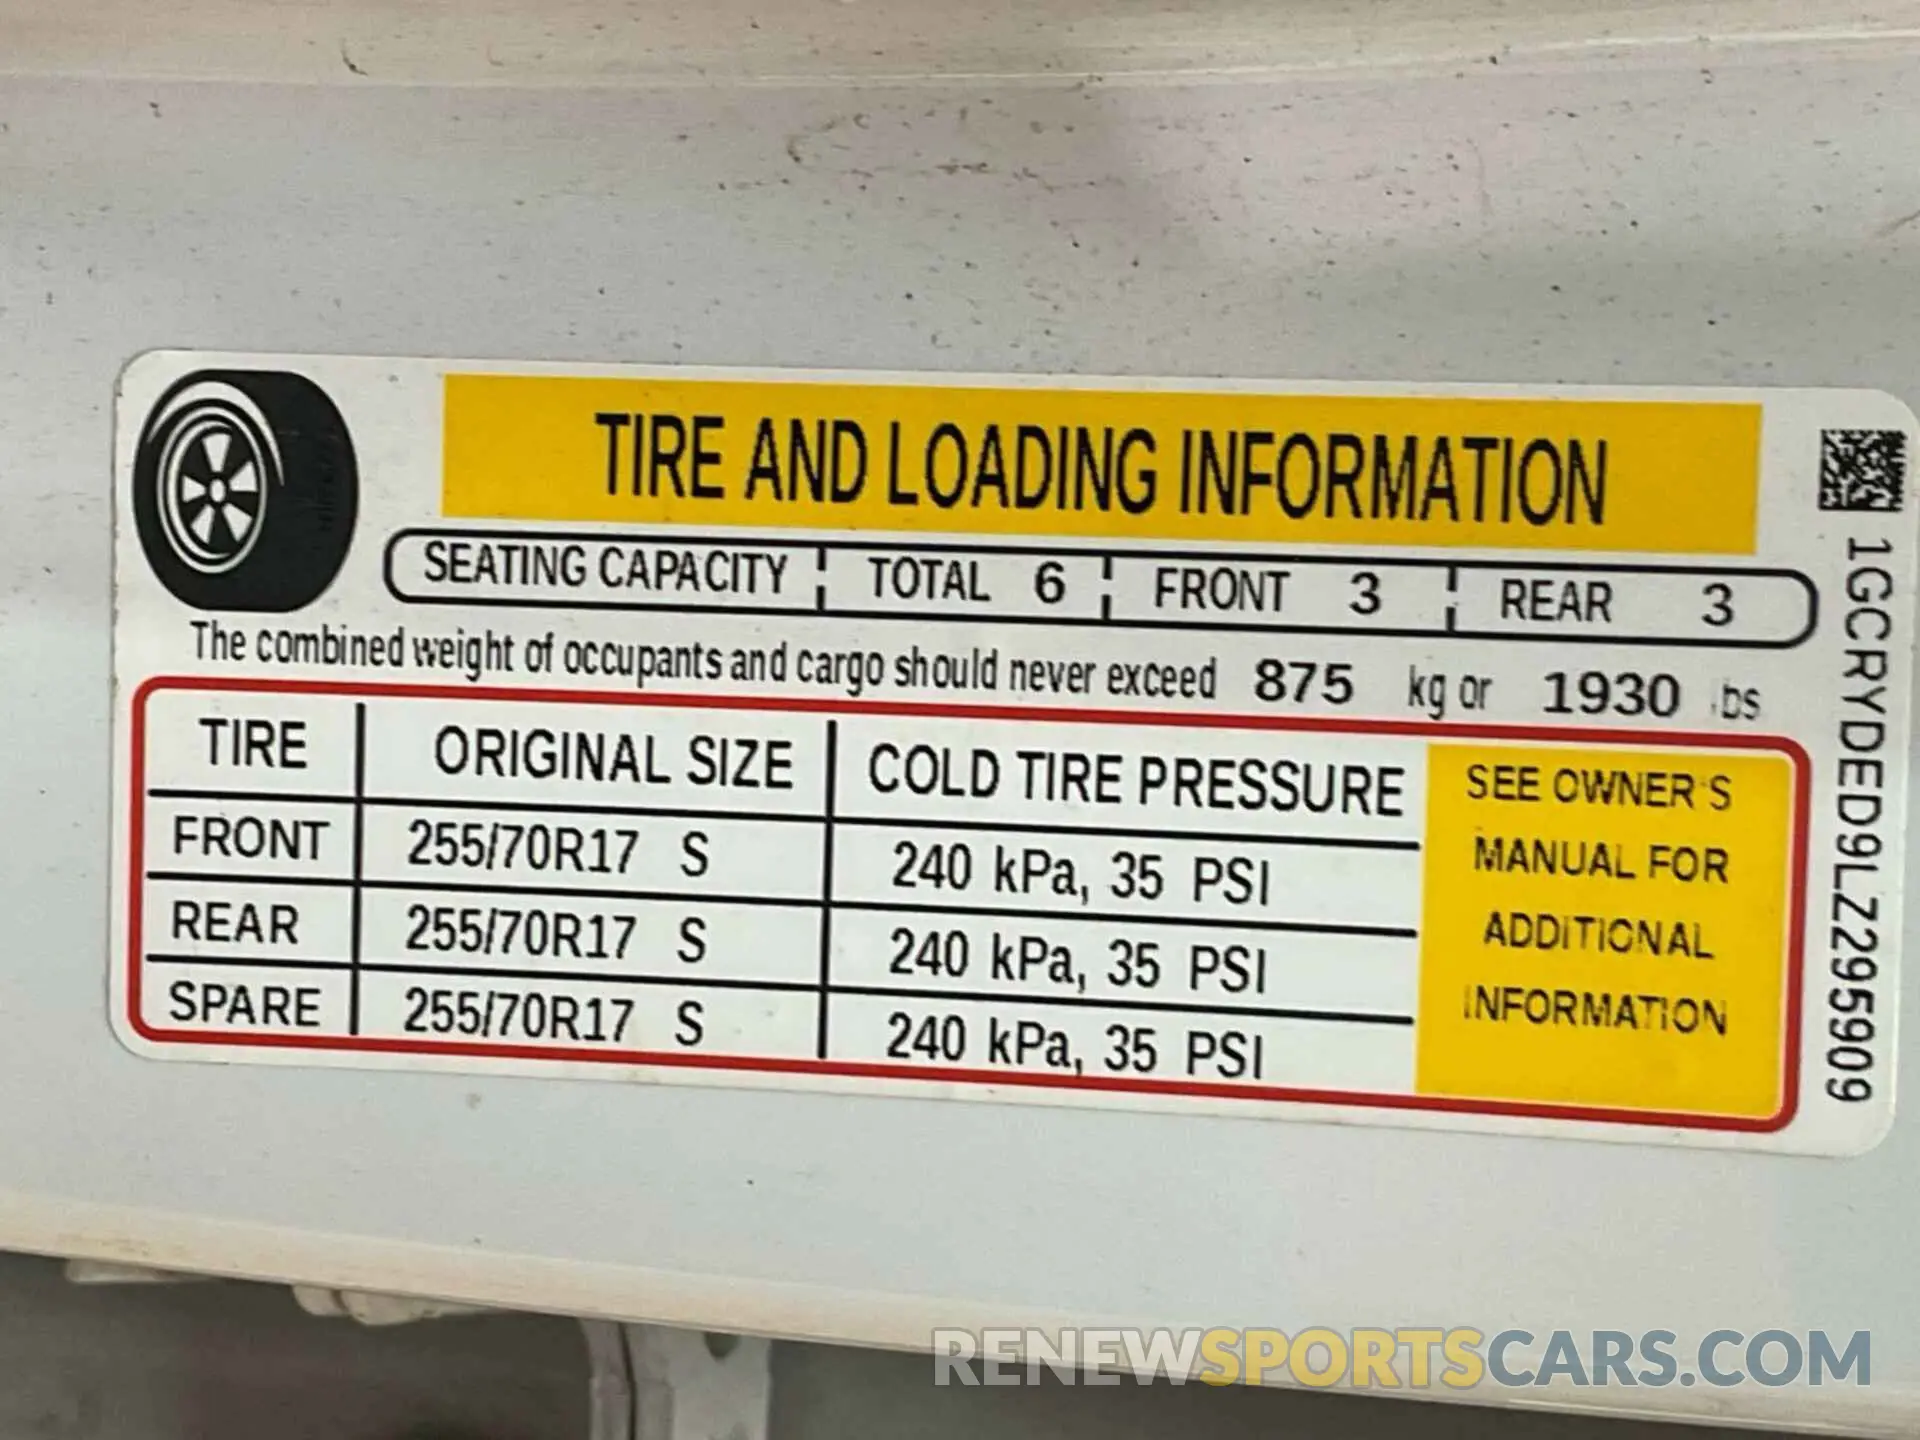 TIRE AND LOADING INFORMATION
SEATING CAPACITY TOTAL 6 FRONT 3 REAR 3
The combined weight of occupants and cargo should never exceed 875 kg or 1930 lbs
TIRE ORIGINAL SIZE COLD TIRE PRESSURE
FRONT 255/70R17 S 240 kPa, 35 PSI
REAR 255/70R17 S 240 kPa, 35 PSI
SPARE 255/70R17 S 240 kPa, 35 PSI
SEE OWNER'S
MANUAL FOR
ADDITIONAL
INFORMATION
1GCRYDED9LZ295909
RENEWSPORTSCARS.COM